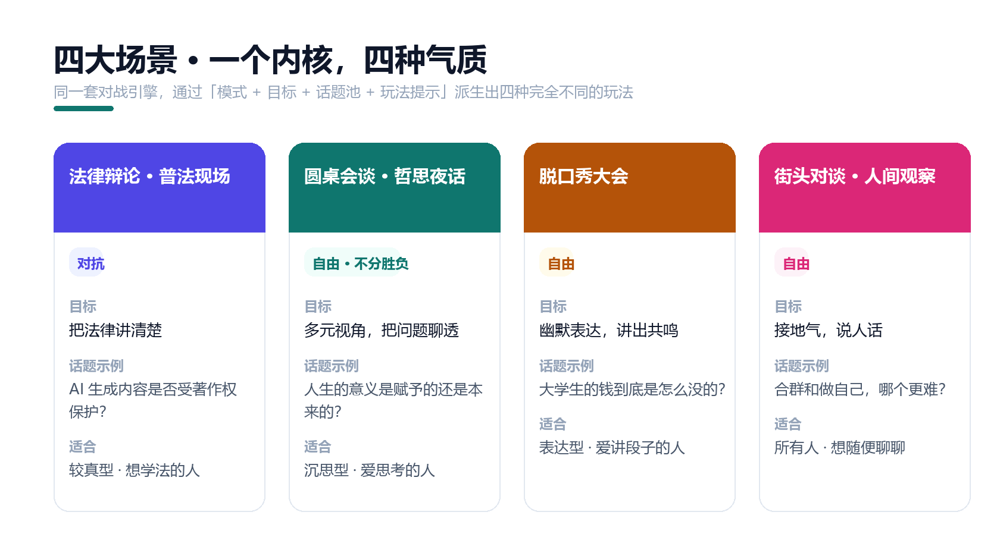 四大场景 • 一个内核，四种气质
同一套对战引擎，通过「模式 + 目标 + 话题池 + 玩法提示」派生出四种完全不同的玩法
法律辩论 • 普法现场
对抗
目标
把法律讲清楚
话题示例
AI 生成内容是否受著作权
保护？
适合
较真型 · 想学法的人
圆桌会谈 • 哲思夜话
自由 • 不分胜负
目标
多元视角，把问题聊透
话题示例
人生的意义是赋予的还是本
来的？
适合
沉思型 · 爱思考的人
脱口秀大会
自由
目标
幽默表达，讲出共鸣
话题示例
大学生的钱到底是怎么没的？
适合
表达型 · 爱讲段子的人
街头对谈 • 人间观察
自由
目标
接地气，说人话
话题示例
合群和做自己，哪个更难？
适合
所有人 · 想随便聊聊